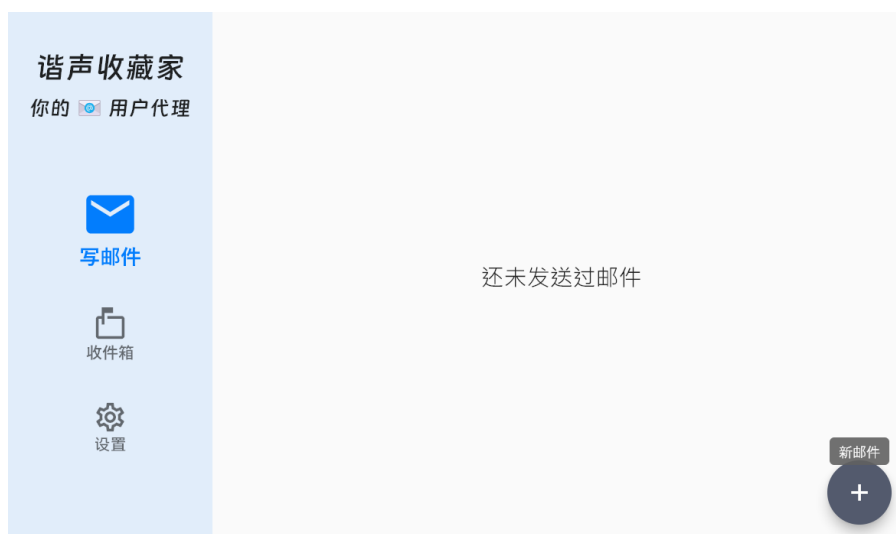 谐声收藏家
你的 📧 用户代理
写邮件
收件箱
设置
还未发送过邮件
新邮件